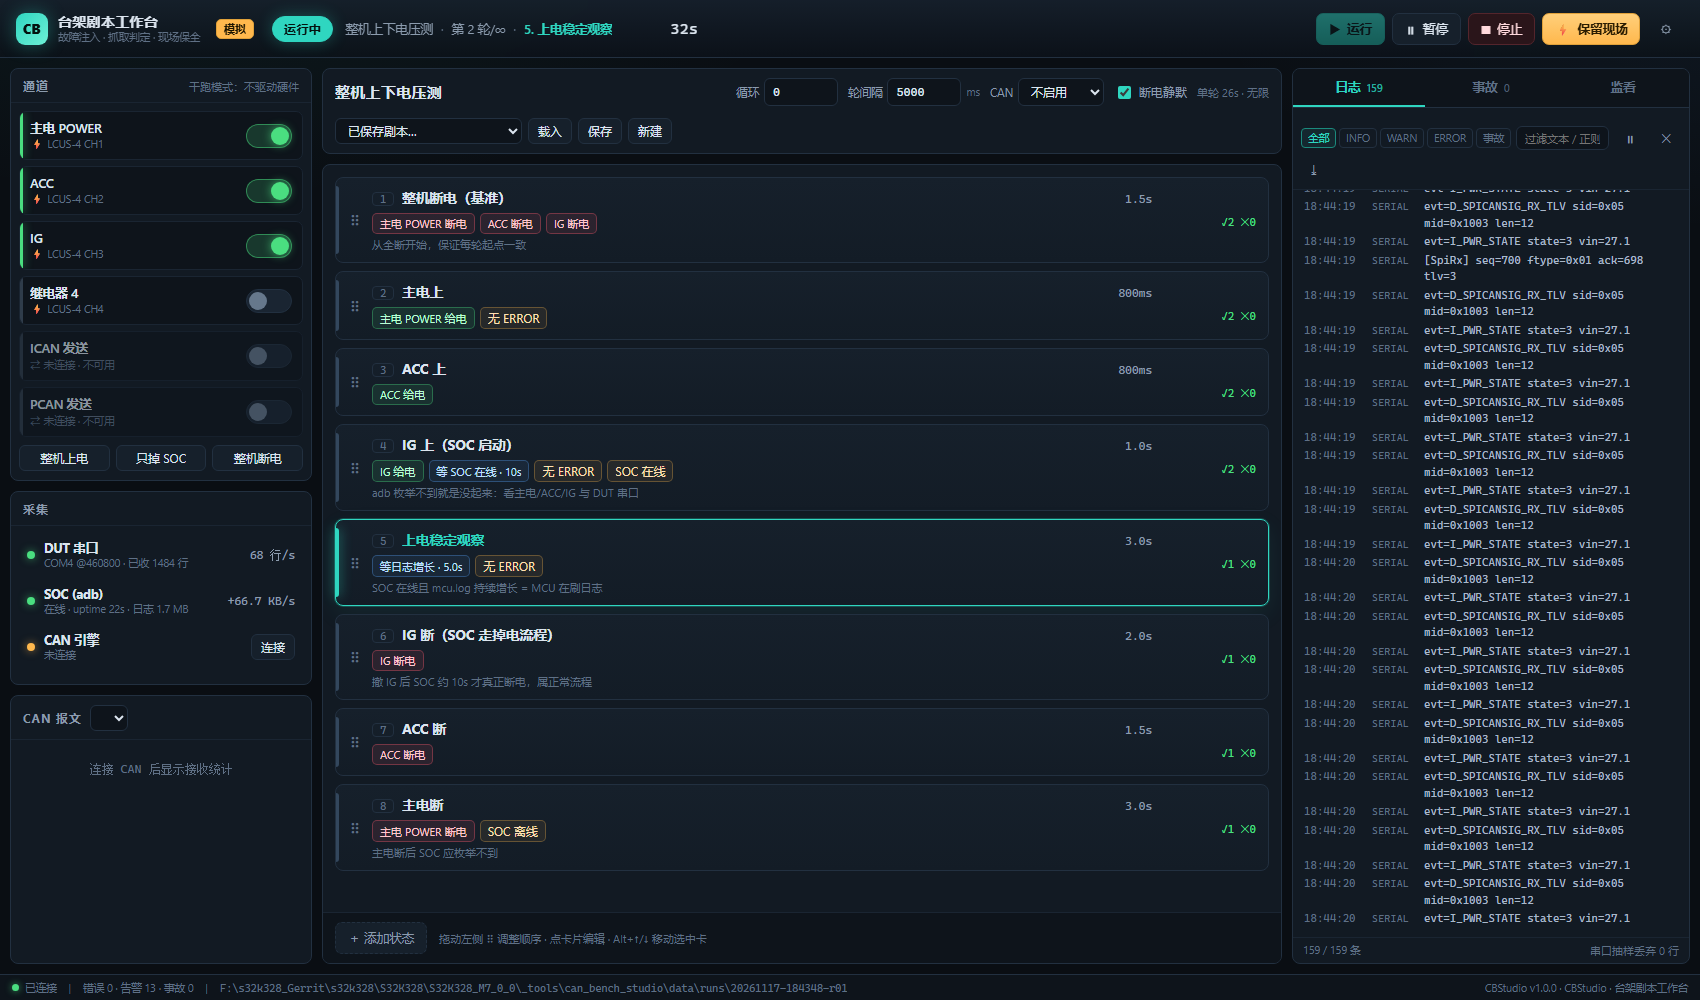 CB 台架剧本工作台 模拟 运行中 整机上下电压测 · 第 2 轮/∞ · 5. 上电稳定观察 32s ▶ 运行 ⏸ 暂停 ■ 停止 ⚡ 保留现场 ⚙
故障注入 · 抓取判定 · 现场保全
通道 干跑模式：不驱动硬件
主电 POWER
⚡ LCUS-4 CH1
ACC
⚡ LCUS-4 CH2
IG
⚡ LCUS-4 CH3
继电器 4
⚡ LCUS-4 CH4
ICAN 发送
⇄ 未连接 · 不可用
PCAN 发送
⇄ 未连接 · 不可用
整机上电 只掉 SOC 整机断电
采集
DUT 串口 68 行/s
COM4 @460800 · 已收 1484 行
SOC (adb) +66.7 KB/s
在线 · uptime 22s · 日志 1.7 MB
CAN 引擎 连接
未连接
CAN 报文
连接 CAN 后显示接收统计
整机上下电压测 循环 0 轮间隔 5000 ms CAN 不启用 断电静默 单轮 26s · 无限
已保存剧本... 载入 保存 新建
1 整机断电（基准） 1.5s
主电 POWER 断电 ACC 断电 IG 断电 √2 ×0
从全断开始，保证每轮起点一致
2 主电上 800ms
主电 POWER 给电 无 ERROR √2 ×0
3 ACC 上 800ms
ACC 给电 √2 ×0
4 IG 上（SOC 启动） 1.0s
IG 给电 等 SOC 在线 · 10s 无 ERROR SOC 在线 √2 ×0
adb 枚举不到就是没起来：看主电/ACC/IG 与 DUT 串口
5 上电稳定观察 3.0s
等日志增长 · 5.0s 无 ERROR √1 ×0
SOC 在线且 mcu.log 持续增长 = MCU 在刷日志
6 IG 断（SOC 走掉电流程） 2.0s
IG 断电 √1 ×0
撤 IG 后 SOC 约 10s 才真正断电，属正常流程
7 ACC 断 1.5s
ACC 断电 √1 ×0
8 主电断 3.0s
主电 POWER 断电 SOC 离线 √1 ×0
主电断后 SOC 应枚举不到
+ 添加状态 拖动左侧 ⠿ 调整顺序 · 点卡片编辑 · Alt+↑/↓ 移动选中卡
日志 159 事故 0 监看
全部 INFO WARN ERROR 事故 过滤文本 / 正则 ⏸ ✕
⤓
18:44:19 SERIAL evt=I_PWR_STATE state=3 vin=27.1
18:44:19 SERIAL evt=D_SPICANSIG_RX_TLV sid=0x05
mid=0x1003 len=12
18:44:19 SERIAL evt=I_PWR_STATE state=3 vin=27.1
18:44:19 SERIAL [SpiRx] seq=700 ftype=0x01 ack=698
tlv=3
18:44:19 SERIAL evt=D_SPICANSIG_RX_TLV sid=0x05
mid=0x1003 len=12
18:44:19 SERIAL evt=I_PWR_STATE state=3 vin=27.1
18:44:19 SERIAL evt=D_SPICANSIG_RX_TLV sid=0x05
mid=0x1003 len=12
18:44:19 SERIAL evt=I_PWR_STATE state=3 vin=27.1
18:44:19 SERIAL evt=D_SPICANSIG_RX_TLV sid=0x05
mid=0x1003 len=12
18:44:19 SERIAL evt=I_PWR_STATE state=3 vin=27.1
18:44:19 SERIAL evt=D_SPICANSIG_RX_TLV sid=0x05
mid=0x1003 len=12
18:44:19 SERIAL evt=I_PWR_STATE state=3 vin=27.1
18:44:19 SERIAL evt=D_SPICANSIG_RX_TLV sid=0x05
mid=0x1003 len=12
18:44:19 SERIAL evt=I_PWR_STATE state=3 vin=27.1
18:44:20 SERIAL evt=D_SPICANSIG_RX_TLV sid=0x05
mid=0x1003 len=12
18:44:20 SERIAL evt=I_PWR_STATE state=3 vin=27.1
18:44:20 SERIAL evt=D_SPICANSIG_RX_TLV sid=0x05
mid=0x1003 len=12
18:44:20 SERIAL evt=I_PWR_STATE state=3 vin=27.1
18:44:20 SERIAL evt=D_SPICANSIG_RX_TLV sid=0x05
mid=0x1003 len=12
18:44:20 SERIAL evt=I_PWR_STATE state=3 vin=27.1
18:44:20 SERIAL evt=D_SPICANSIG_RX_TLV sid=0x05
mid=0x1003 len=12
18:44:20 SERIAL evt=I_PWR_STATE state=3 vin=27.1
18:44:20 SERIAL evt=D_SPICANSIG_RX_TLV sid=0x05
mid=0x1003 len=12
18:44:20 SERIAL evt=I_PWR_STATE state=3 vin=27.1
18:44:20 SERIAL evt=D_SPICANSIG_RX_TLV sid=0x05
mid=0x1003 len=12
18:44:20 SERIAL evt=I_PWR_STATE state=3 vin=27.1
18:44:20 SERIAL evt=D_SPICANSIG_RX_TLV sid=0x05
mid=0x1003 len=12
18:44:20 SERIAL evt=I_PWR_STATE state=3 vin=27.1
159 / 159 条 串口抽样丢弃 0 行
已连接 | 错误 0 · 告警 13 · 事故 0 | F:\s32k328_Gerrit\s32k328\S32K328\S32K328_M7_0_0\_tools\can_bench_studio\data\runs\20261117-184348-r01 CBStudio v1.0.0 · CBStudio · 台架剧本工作台